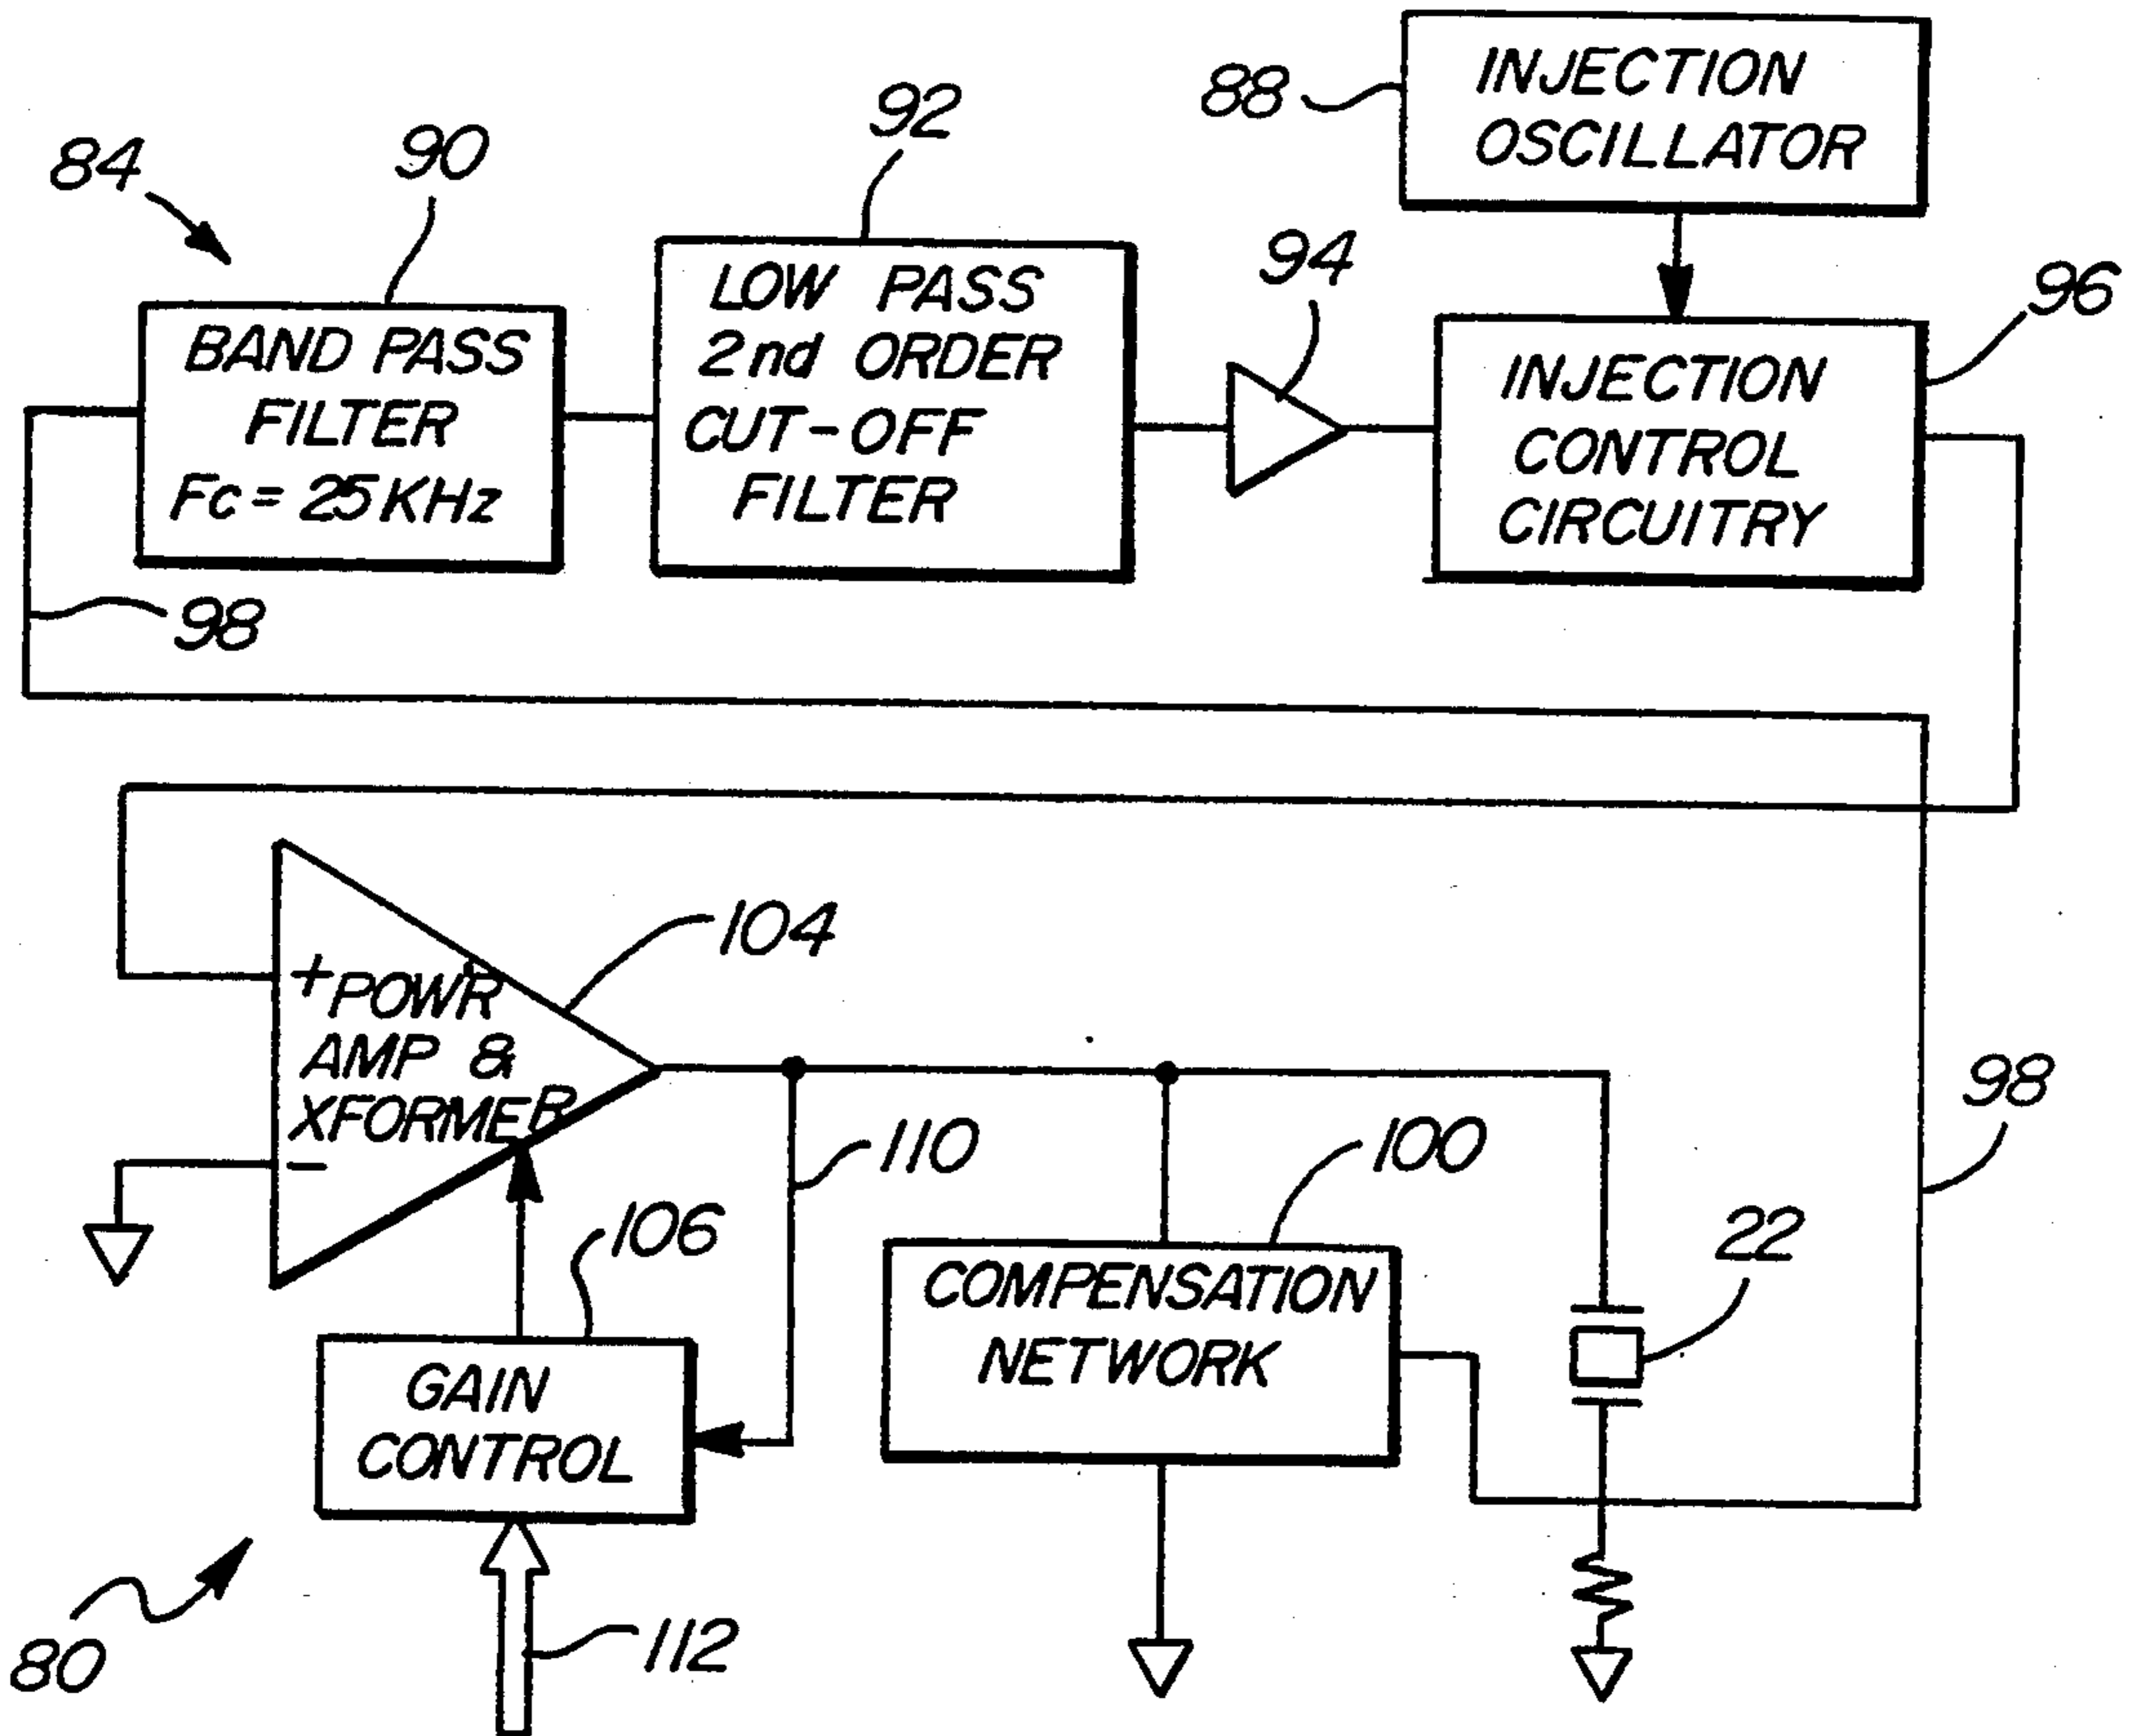 88
INJECTION
OSCILLATOR
84
90
92
94
96
BAND PASS
FILTER
Fc = 25 KHz
LOW PASS
2nd ORDER
CUT-OFF
FILTER
INJECTION
CONTROL
CIRCUITRY
98
104
+ POWR
AMP &
XFORMER
-
98
110
100
106
22
COMPENSATION
NETWORK
GAIN
CONTROL
80
112